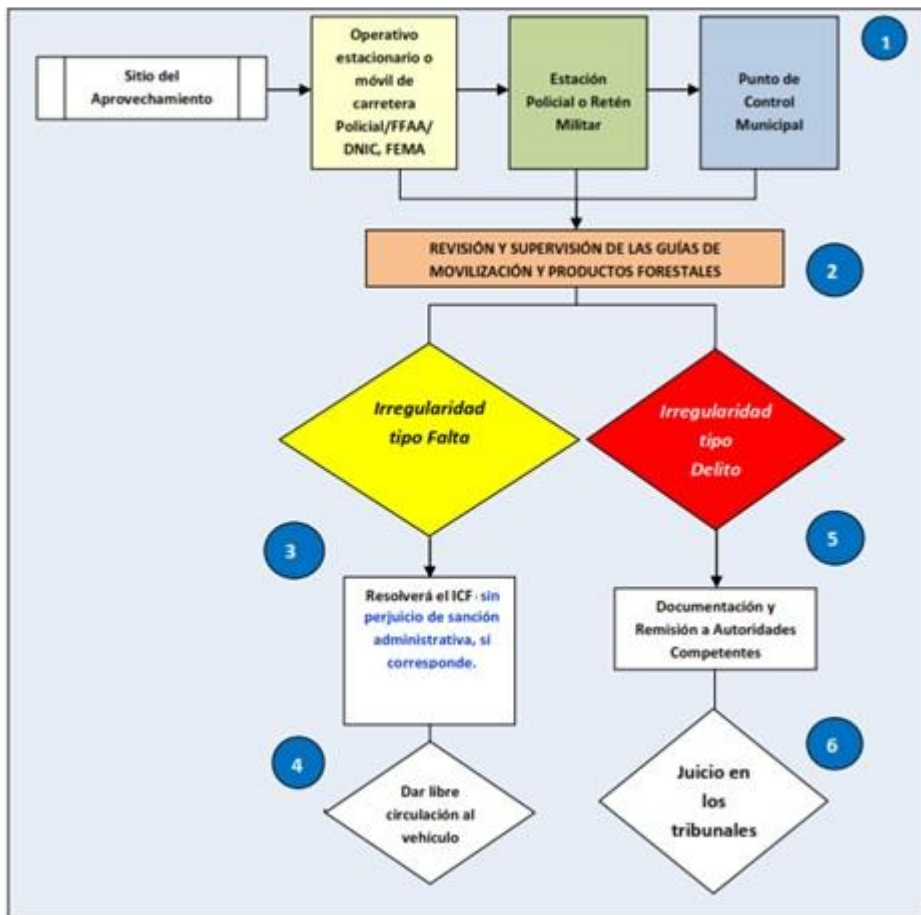 1
Sitio del
Aprovechamiento
Operativo
estacionario o
móvil de
carretera
Policial/FFAA/
DNIC, FEMA
Estación
Policial o Retén
Militar
Punto de
Control
Municipal
REVISIÓN Y SUPERVISIÓN DE LAS GUÍAS DE
MOVILIZACIÓN Y PRODUCTOS FORESTALES
2
Irregularidad
tipo Falta
Irregularidad
tipo
Delito
3
5
Resolverá el ICF- sin
perjuicio de sanción
administrativa, sí
corresponde.
Documentación y
Remisión a Autoridades
Competentes
4
6
Dar libre
circulación al
vehículo
Juicio en
los
tribunales